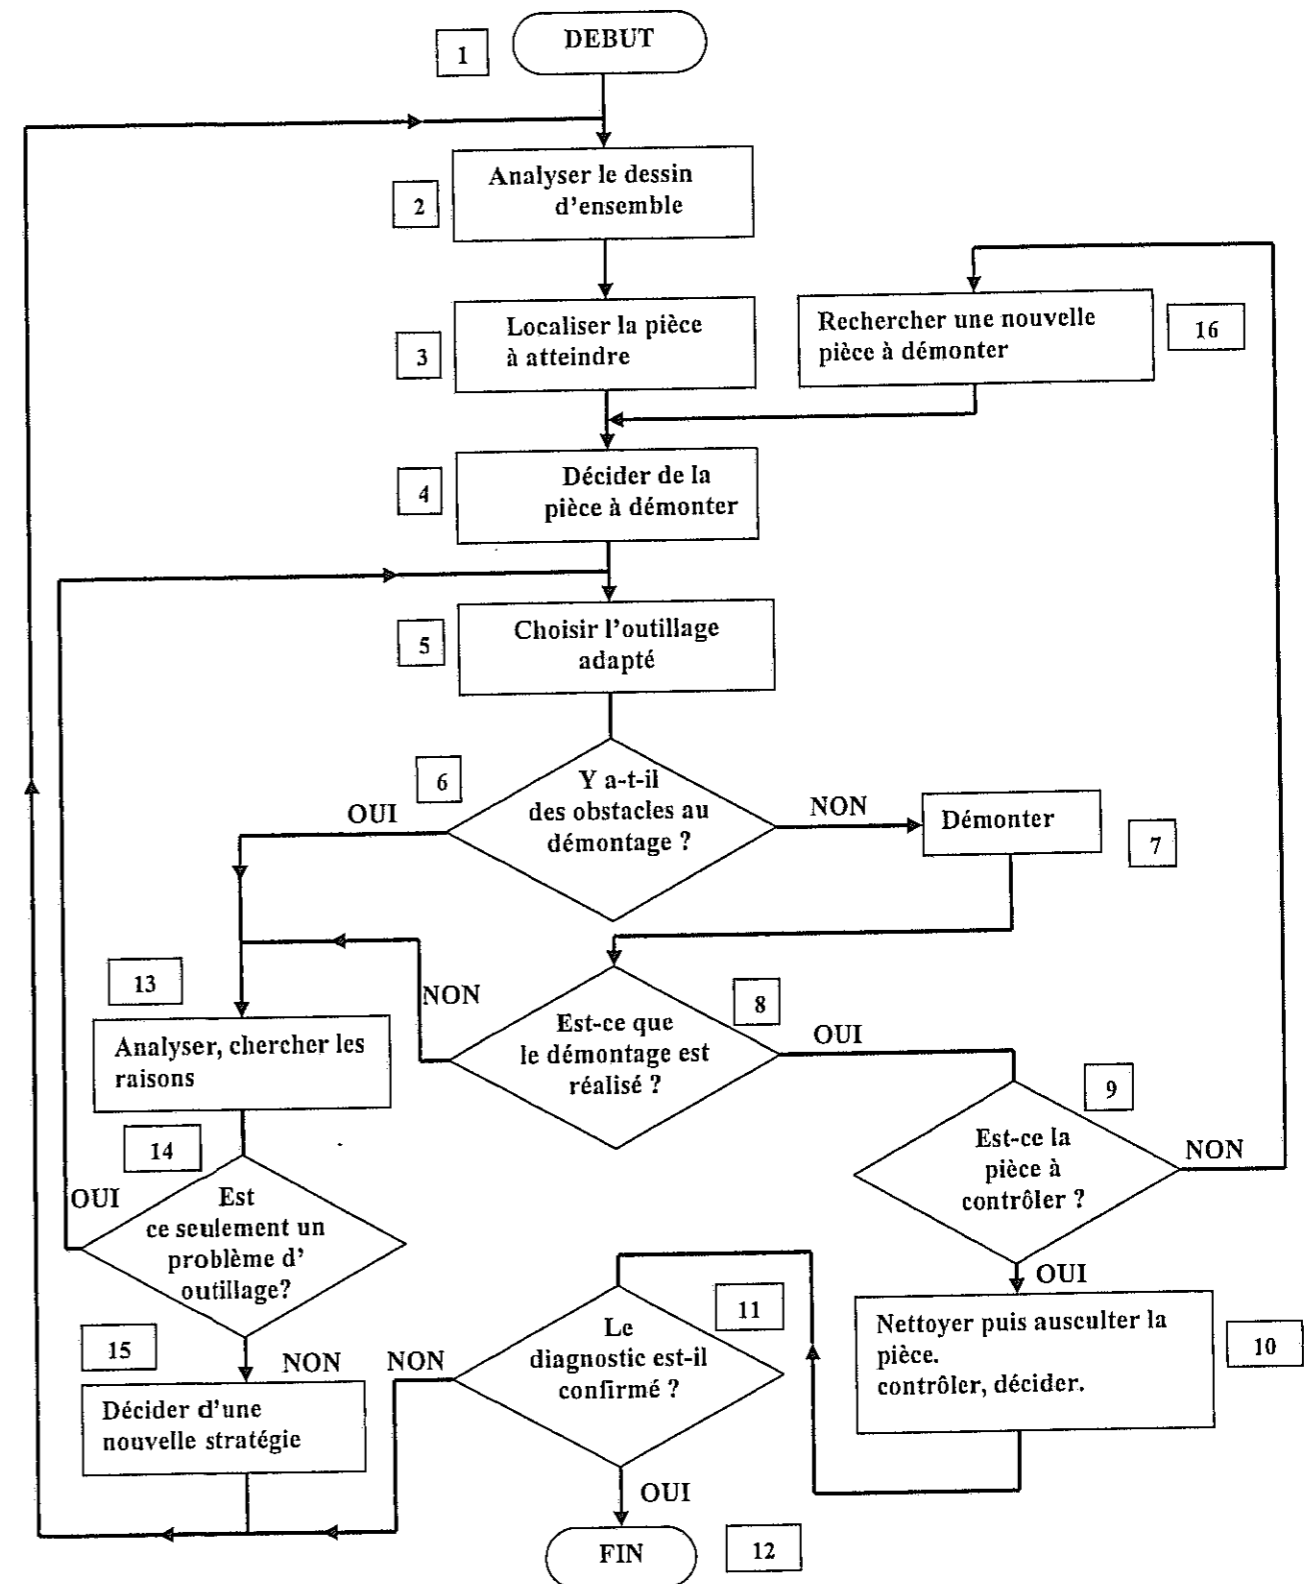 1
DEBUT
2
Analyser le dessin
d'ensemble
3
Localiser la pièce
à atteindre
Rechercher une nouvelle
pièce à démonter
16
4
Décider de la
pièce à démonter
5
Choisir l'outillage
adapté
6
Y a-t-il
des obstacles au
démontage ?
OUI
NON
Démonter
7
8
Est-ce que
le démontage est
réalisé ?
NON
OUI
13
Analyser, chercher les
raisons
9
Est-ce la
pièce à
contrôler ?
NON
OUI
14
Est
ce seulement un
problème d'
outillage?
OUI
NON
10
Nettoyer puis ausculter la
pièce.
contrôler, décider.
11
Le
diagnostic est-il
confirmé ?
NON
OUI
15
Décider d'une
nouvelle stratégie
FIN
12